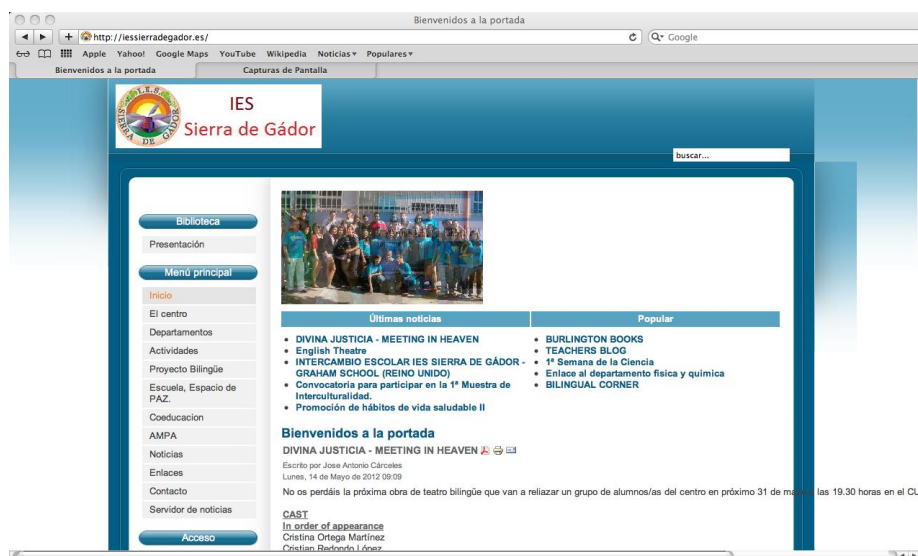 Bienvenidos a la portada
http://iessierradegador.es/
Google
Apple Yahoo! Google Maps YouTube Wikipedia Noticias Populares
Bienvenidos a la portada
Capturas de Pantalla
I.E.S.
SIERRA DE GADOR
IES
Sierra de Gádor
buscar...
Biblioteca
Presentación
Menú principal
Inicio
El centro
Departamentos
Actividades
Proyecto Bilingüe
Escuela, Espacio de
PAZ.
Coeducacion
AMPA
Noticias
Enlaces
Contacto
Servidor de noticias
Acceso
Últimas noticias
DIVINA JUSTICIA - MEETING IN HEAVEN
English Theatre
INTERCAMBIO ESCOLAR IES SIERRA DE GÁDOR -
GRAHAM SCHOOL (REINO UNIDO)
Convocatoria para participar en la 1ª Muestra de
Interculturalidad.
Promoción de hábitos de vida saludable II
Popular
BURLINGTON BOOKS
TEACHERS BLOG
1ª Semana de la Ciencia
Enlace al departamento fisica y quimica
BILINGUAL CORNER
Bienvenidos a la portada
DIVINA JUSTICIA - MEETING IN HEAVEN
Escrito por Jose Antonio Cárceles
Lunes, 14 de Mayo de 2012 09:09
No os perdáis la próxima obra de teatro bilingüe que van a reliazar un grupo de alumnos/as del centro en próximo 31 de mayo a las 19.30 horas en el
CAST
In order of appearance
Cristina Ortega Martínez
Cristian Redondo López